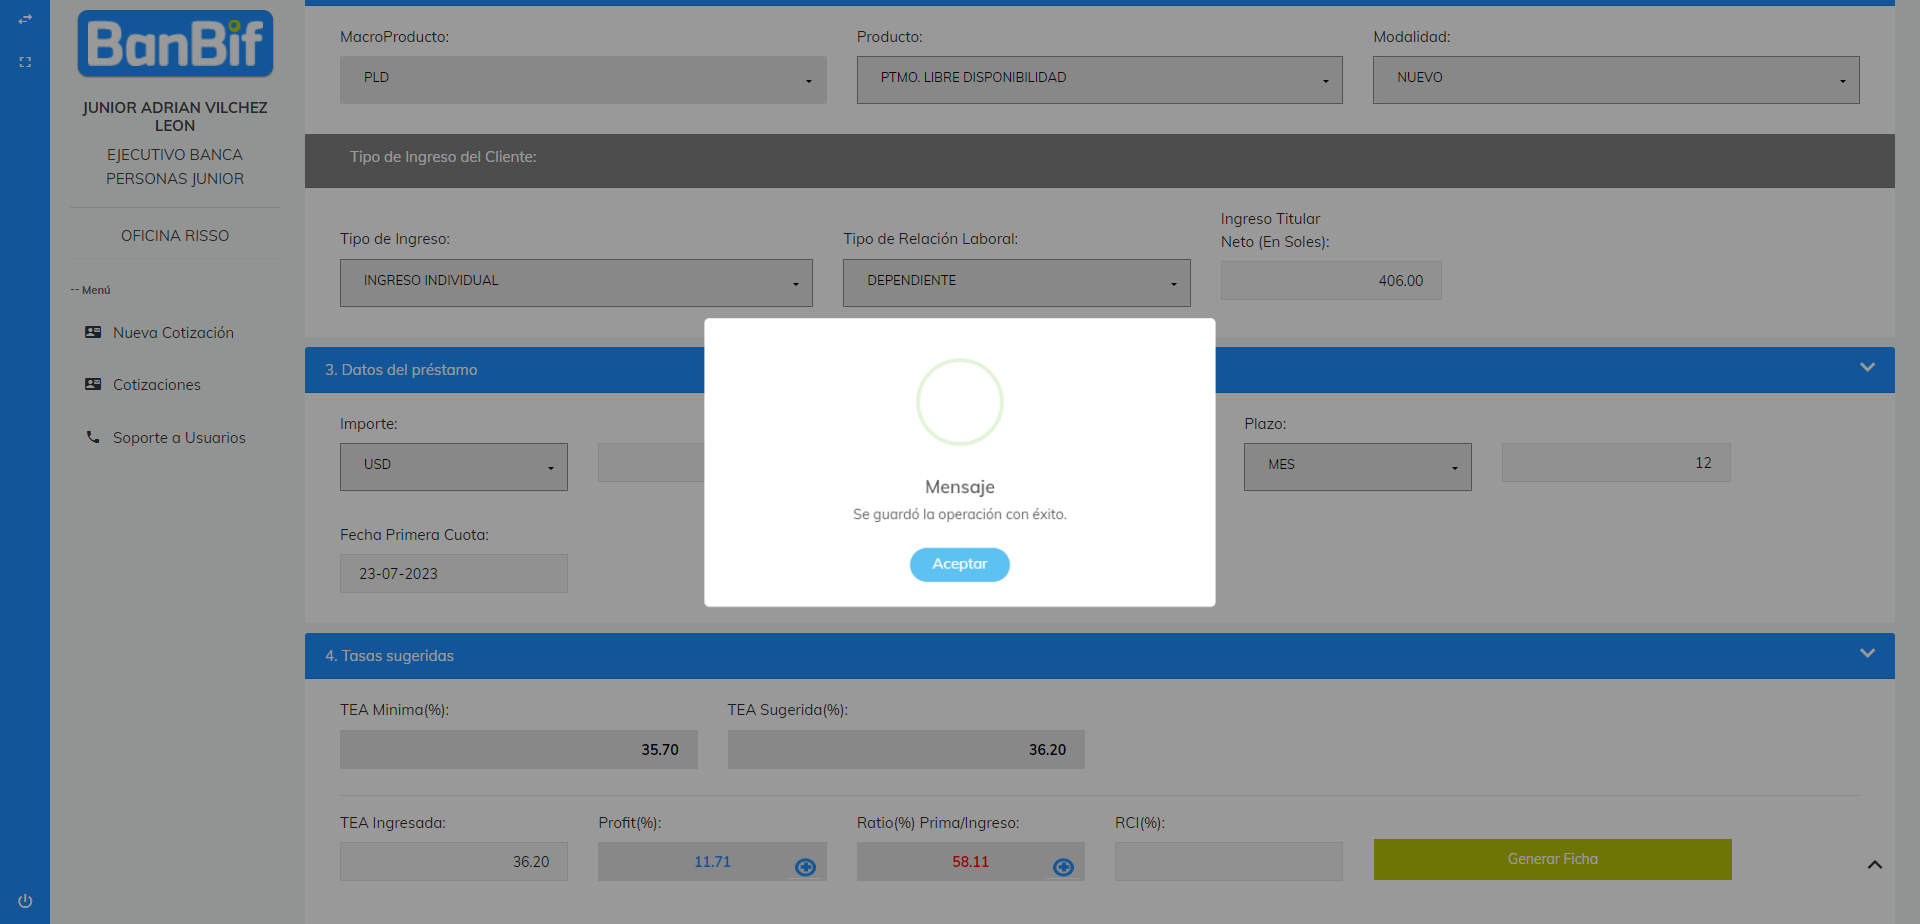 BanBif
JUNIOR ADRIAN VILCHEZ
LEON
EJECUTIVO BANCA
PERSONAS JUNIOR
OFICINA RISSO
-- Menú
Nueva Cotización
Cotizaciones
Soporte a Usuarios
MacroProducto: Producto: Modalidad:
PLD PTMO. LIBRE DISPONIBILIDAD NUEVO
Tipo de Ingreso del Cliente:
Ingreso Titular
Tipo de Ingreso: Tipo de Relación Laboral: Neto (En Soles):
INGRESO INDIVIDUAL DEPENDIENTE 406.00
3. Datos del préstamo
Importe: Plazo:
USD MES 12
Fecha Primera Cuota:
23-07-2023
Mensaje
Se guardó la operación con éxito.
Aceptar
4. Tasas sugeridas
TEA Minima(%): TEA Sugerida(%):
35.70 36.20
TEA Ingresada: Profit(%): Ratio(%) Prima/Ingreso: RCI(%):
36.20 11.71 58.11 Generar Ficha